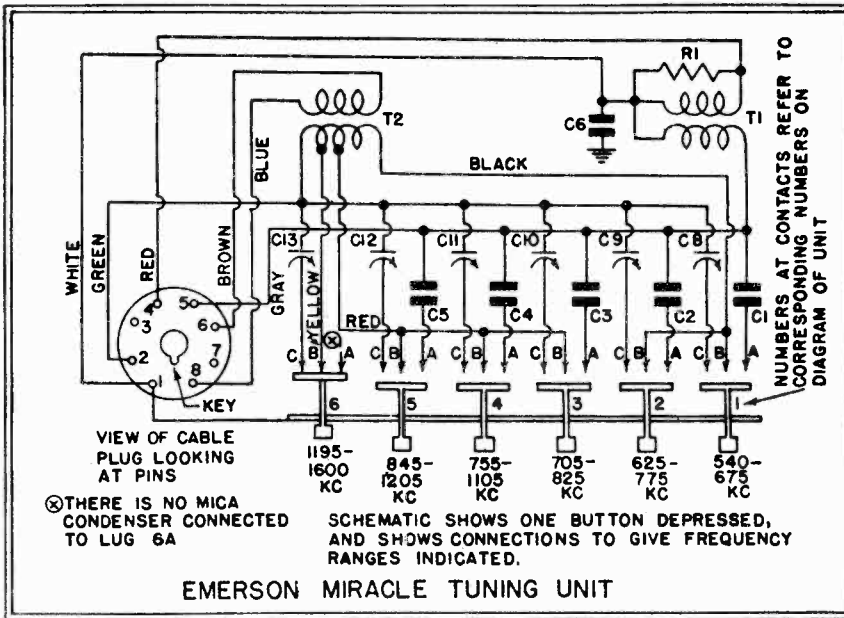 R1
T1
T2
C6
BLACK
BLUE
BROWN
RED
GREEN
WHITE
GRAY
YELLOW
RED
C13
C12
C11
C10
C9
C8
C5
C4
C3
C2
C1
4
5
3
6
2
7
1
8
KEY
C B A
C B A
C B A
C B A
C B A
C B A
6
5
4
3
2
1
1195-
1600
KC
845-
1205
KC
755-
1105
KC
705-
825
KC
625-
775
KC
540-
675
KC
NUMBERS AT CONTACTS REFER TO
CORRESPONDING NUMBERS ON
DIAGRAM OF UNIT
VIEW OF CABLE
PLUG LOOKING
AT PINS
THERE IS NO MICA
CONDENSER CONNECTED
TO LUG 6A
SCHEMATIC SHOWS ONE BUTTON DEPRESSED,
AND SHOWS CONNECTIONS TO GIVE FREQUENCY
RANGES INDICATED.
EMERSON MIRACLE TUNING UNIT